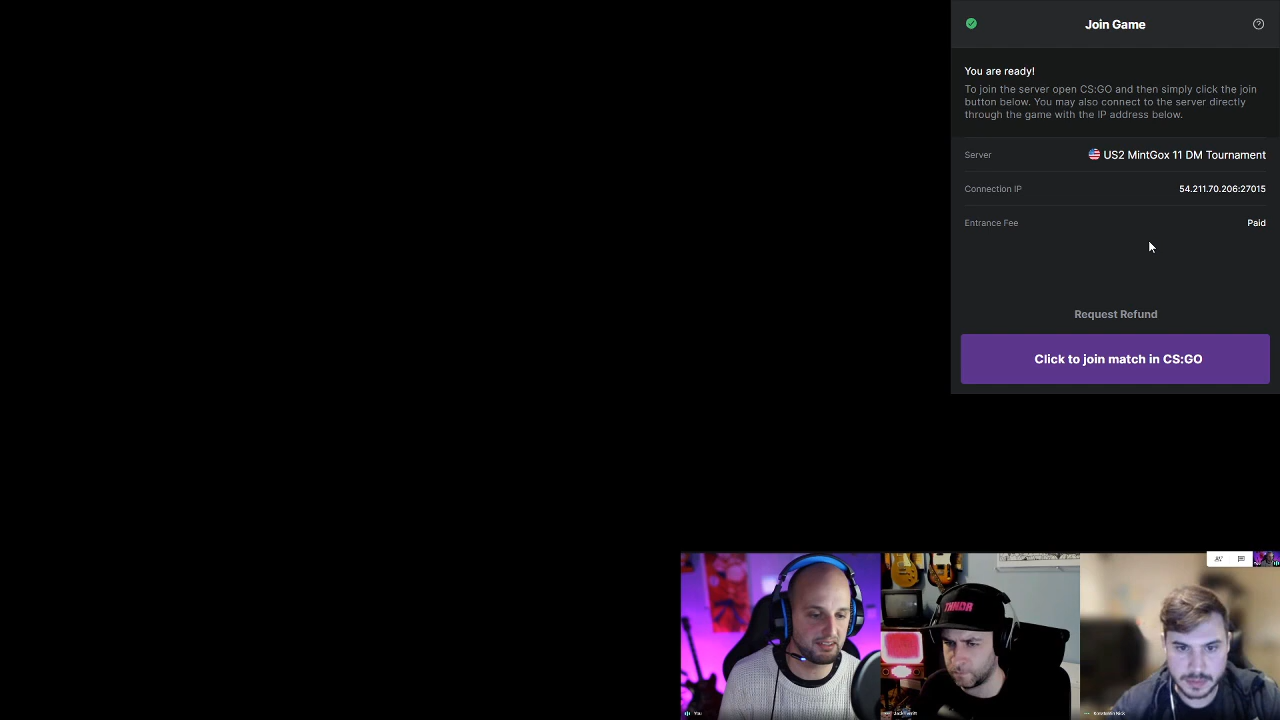 Join Game
You are ready!
To join the server open CS:GO and then simply click the join
button below. You may also connect to the server directly
through the game with the IP address below.
Server
US2 MintGox 11 DM Tournament
Connection IP
54.211.70.206:27015
Entrance Fee
Paid
Request Refund
Click to join match in CS:GO
THNDR
You
Konstantin Nick